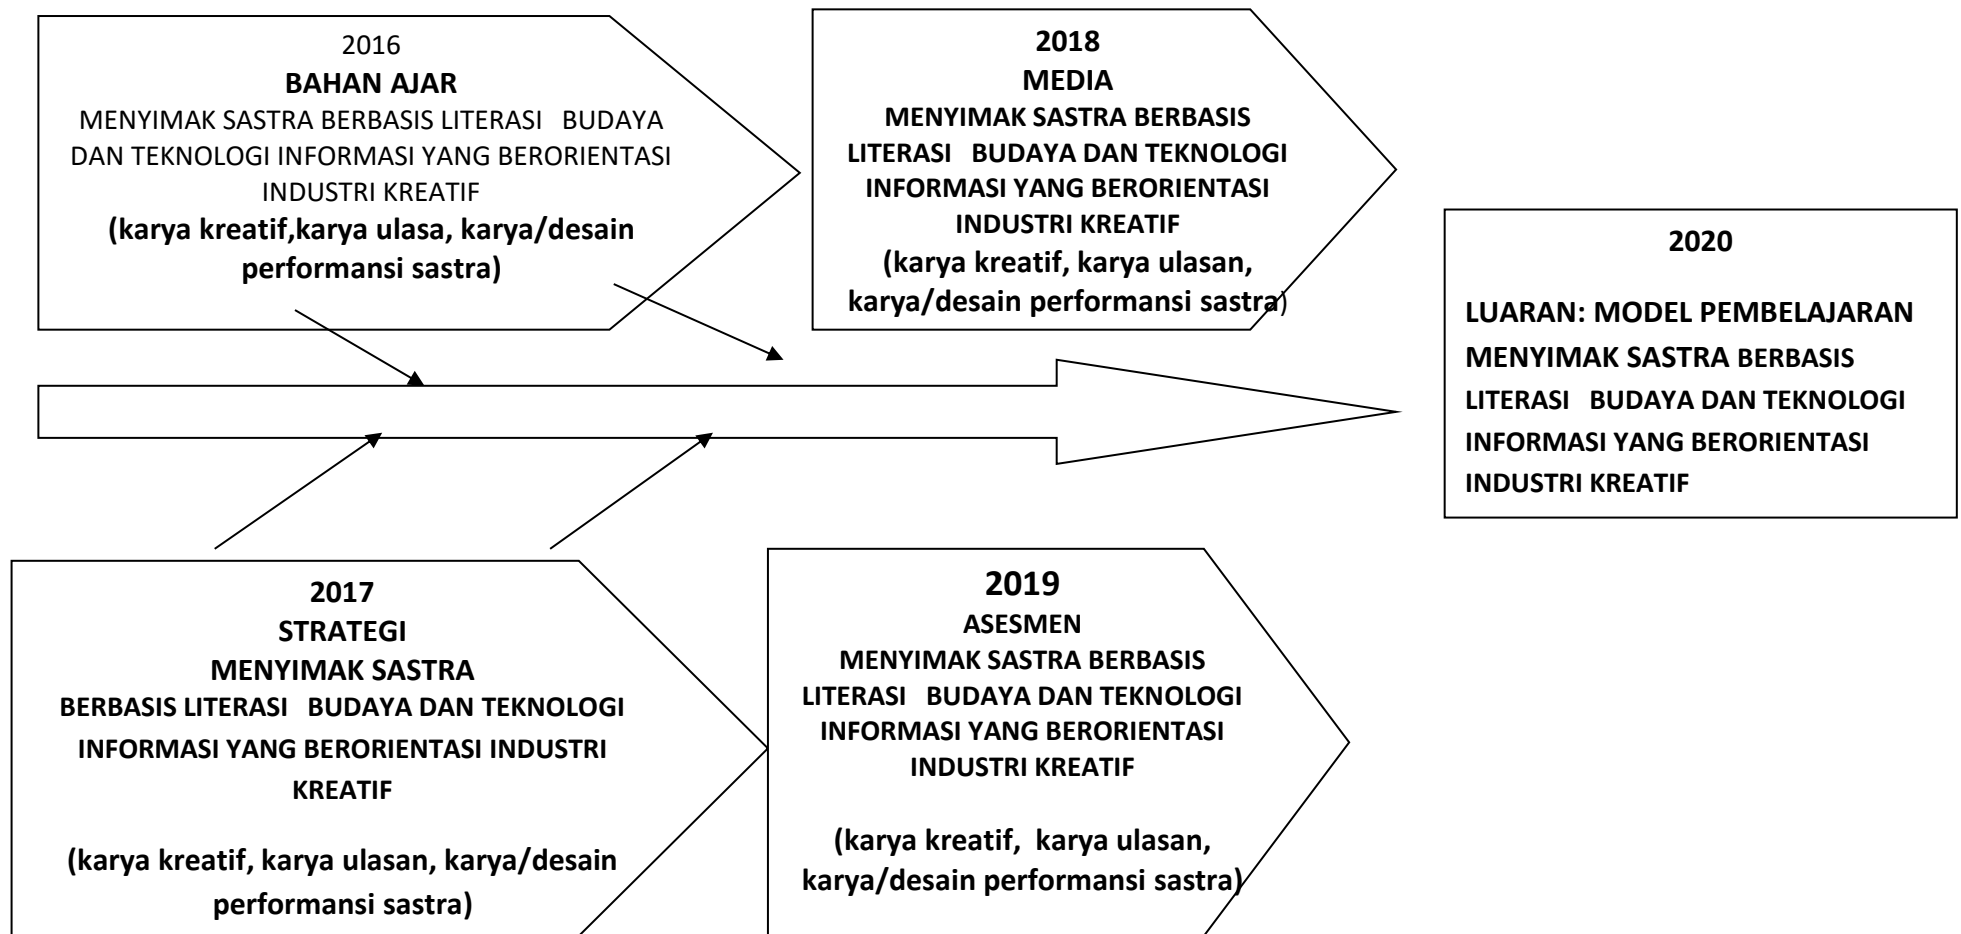 2016
BAHAN AJAR
MENYIMAK SASTRA BERBASIS LITERASI   BUDAYA
DAN TEKNOLOGI INFORMASI YANG BERORIENTASI
INDUSTRI KREATIF
(karya kreatif,karya ulasa, karya/desain
performansi sastra)
2018
MEDIA
MENYIMAK SASTRA BERBASIS
LITERASI   BUDAYA DAN TEKNOLOGI
INFORMASI YANG BERORIENTASI
INDUSTRI KREATIF
(karya kreatif, karya ulasan,
karya/desain performansi sastra)
2020
LUARAN: MODEL PEMBELAJARAN
MENYIMAK SASTRA BERBASIS
LITERASI   BUDAYA DAN TEKNOLOGI
INFORMASI YANG BERORIENTASI
INDUSTRI KREATIF
2017
STRATEGI
MENYIMAK SASTRA
BERBASIS LITERASI   BUDAYA DAN TEKNOLOGI
INFORMASI YANG BERORIENTASI INDUSTRI
KREATIF
(karya kreatif, karya ulasan, karya/desain
performansi sastra)
2019
ASESMEN
MENYIMAK SASTRA BERBASIS
LITERASI   BUDAYA DAN TEKNOLOGI
INFORMASI YANG BERORIENTASI
INDUSTRI KREATIF
(karya kreatif,  karya ulasan,
karya/desain performansi sastra)